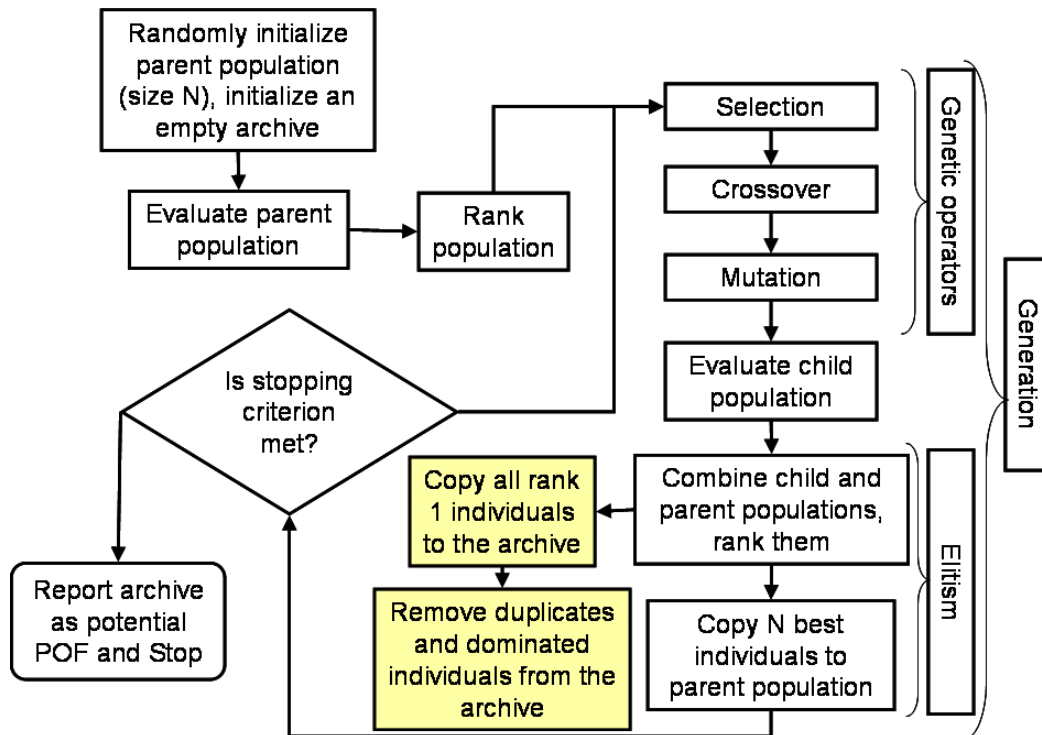 Randomly initialize
parent population
(size N), initialize an
empty archive
Evaluate parent
population
Rank
population
Selection
Crossover
Mutation
Genetic operators
Generation
Evaluate child
population
Is stopping
criterion
met?
Copy all rank
1 individuals
to the archive
Combine child and
parent populations,
rank them
Elitism
Report archive
as potential
POF and Stop
Remove duplicates
and dominated
individuals from the
archive
Copy N best
individuals to
parent population